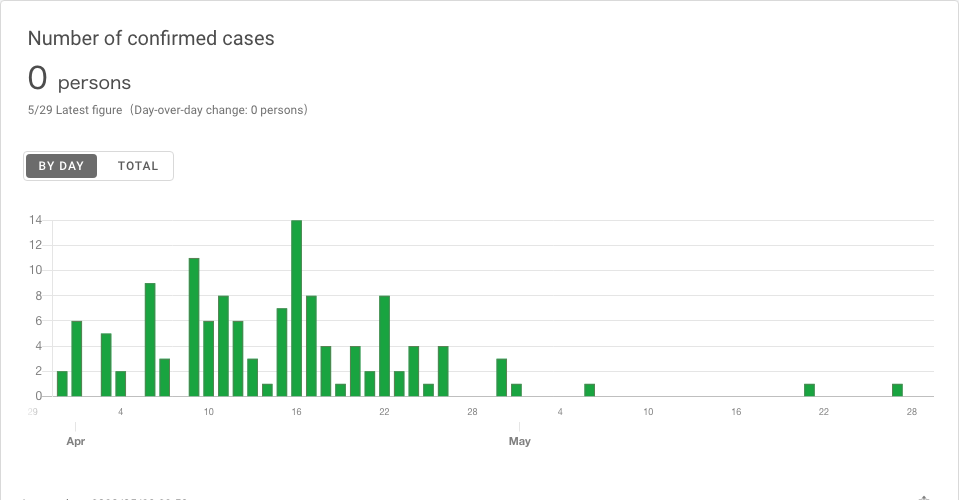 Number of confirmed cases
0 persons
5/29 Latest figure (Day-over-day change: 0 persons)
BY DAY TOTAL
14
12
10
8
6
4
2
0
29 4 10 16 22 28 4 10 16 22 28
Apr May